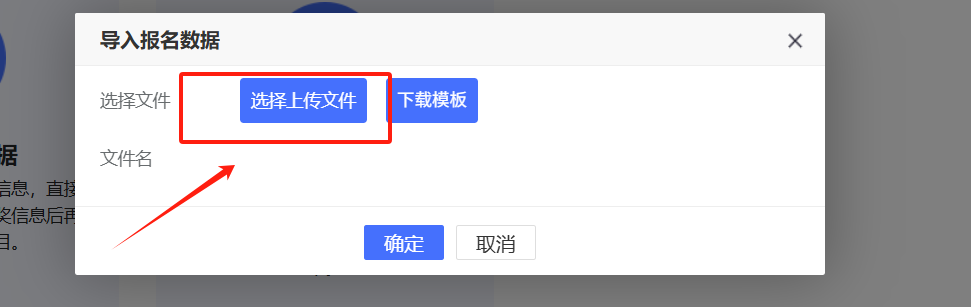 导入报名数据
选择文件 选择上传文件 下载模板
文件名
确定 取消
据
信息，直接
奖信息后再
目。